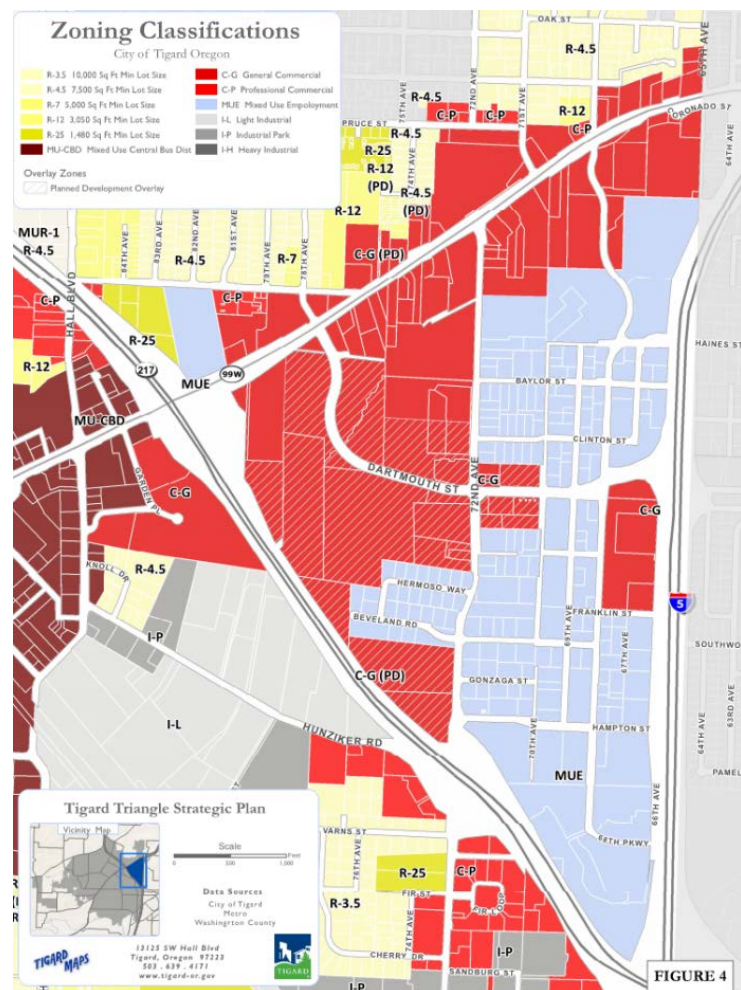 Zoning Classifications
City of Tigard Oregon
R-3.5 10,000 Sq Ft Min Lot Size
R-4.5 7,500 Sq Ft Min Lot Size
R-7 5,000 Sq Ft Min Lot Size
R-12 3,050 Sq Ft Min Lot Size
R-25 1,480 Sq Ft Min Lot Size
MU-CBD Mixed Use Central Bus Dist
C-G General Commercial
C-P Professional Commercial
MUE Mixed Use Employment
I-L Light Industrial
I-P Industrial Park
I-H Heavy Industrial
Overlay Zones
Planned Development Overlay
OAK ST
R-4.5
65TH AVE
72ND AVE
71ST AVE
75TH AVE
R-4.5
C-P
C-P
R-12
C-P
CORONADO ST
64TH AVE
PRUCE ST
R-4.5
R-25
74TH AVE
R-12
(PD)
R-4.5
(PD)
R-12
MUR-1
R-4.5
84TH AVE
83RD AVE
82ND AVE
81ST AVE
R-4.5
79TH AVE
R-7
78TH AVE
C-G (PD)
HALL BLVD
C-P
C-P
R-25
R-12
217
MUE
99W
HAINES ST
BAYLOR ST
MU-CBD
CLINTON ST
GARDEN PL
C-G
DARTMOUTH ST
72ND AVE
C-G
C-G
KNOLL DR
R-4.5
HERMOSO WAY
BEVELAND RD
69TH AVE
FRANKLIN ST
5
I-P
67TH AVE
SOUTHWO
C-G (PD)
GONZAGA ST
70TH AVE
64TH AVE
63RD AVE
I-L
HUNZIKER RD
HAMPTON ST
MUE
66TH AVE
PAMEL
68TH PKWY
VARNS ST
76TH AVE
R-25
C-P
FIR ST
FIR LOOP
R-3.5
74TH AVE
CHERRY DR
I-P
SANDBURG ST
I-P
Tigard Triangle Strategic Plan
Vicinity Map
Scale
0 500 1,000 Feet
Data Sources
City of Tigard
Metro
Washington County
TIGARD MAPS
13125 SW Hall Blvd
Tigard, Oregon 97223
503 . 639 . 4171
www.tigard-or.gov
TIGARD
FIGURE 4